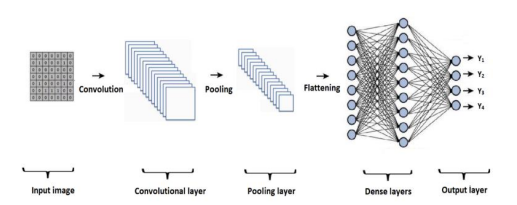 Convolution
Pooling
Flattening
Y₁
Y₂
Y₃
Y₄
Input image
Convolutional layer
Pooling layer
Dense layers
Output layer